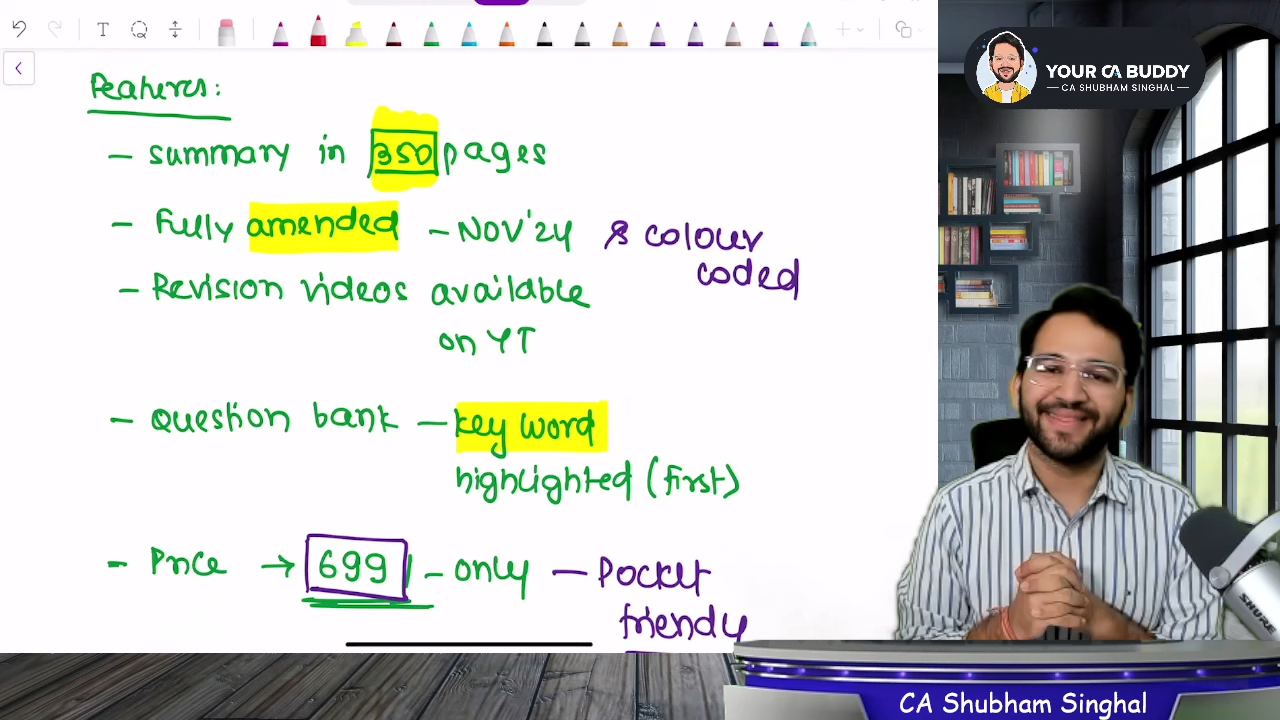 YOUR CA BUDDY
CA SHUBHAM SINGHAL
Features:
- Summary in 350 pages
- Fully amended - NOV'24 & colour
coded
- Revision videos available
on YT
- Question bank - key word
highlighted (first)
- Price → 699/- only - Pocket
friendly
SHURE
CA Shubham Singhal